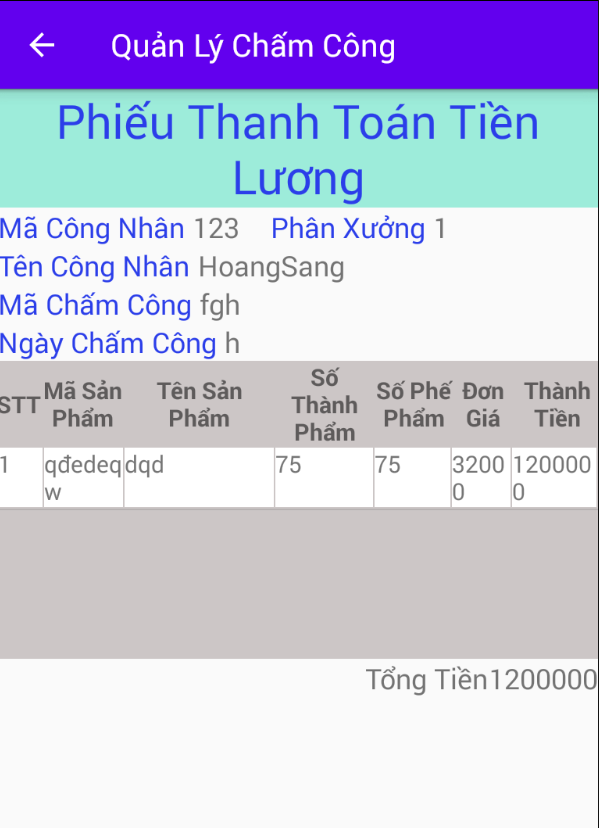 Quản Lý Chấm Công
Phiếu Thanh Toán Tiền
Lương
Mã Công Nhân 123 Phân Xưởng 1
Tên Công Nhân HoangSang
Mã Chấm Công fgh
Ngày Chấm Công h
STT Mã Sản Phẩm Tên Sản Phẩm Số Thành Phẩm Số Phế Phẩm Đơn Giá Thành Tiền
1 qđedeqw dqd 75 75 32000 1200000
Tổng Tiền1200000